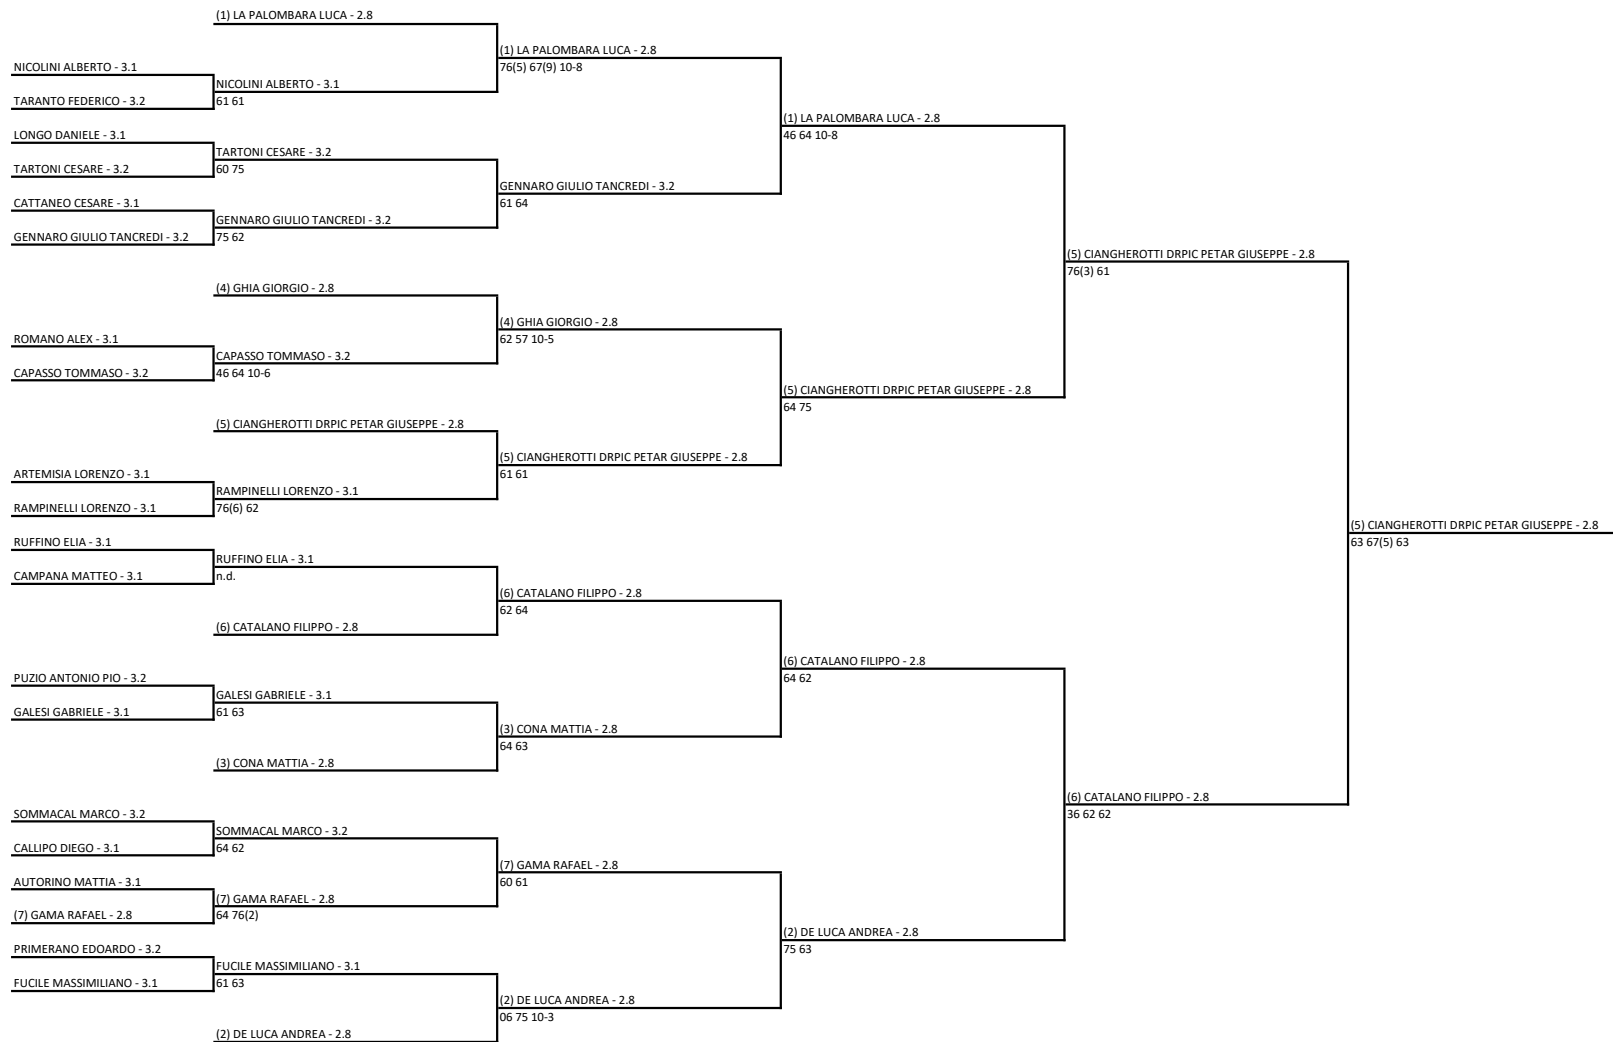 (1) LA PALOMBARA LUCA - 2.8
(1) LA PALOMBARA LUCA - 2.8
NICOLINI ALBERTO - 3.1
76(5) 67(9) 10-8
NICOLINI ALBERTO - 3.1
TARANTO FEDERICO - 3.2
61 61
(1) LA PALOMBARA LUCA - 2.8
LONGO DANIELE - 3.1
46 64 10-8
TARTONI CESARE - 3.2
TARTONI CESARE - 3.2
60 75
GENNARO GIULIO TANCREDI - 3.2
CATTANEO CESARE - 3.1
61 64
GENNARO GIULIO TANCREDI - 3.2
GENNARO GIULIO TANCREDI - 3.2
75 62
(5) CIANGHEROTTI DRPIC PETAR GIUSEPPE - 2.8
76(3) 61
(4) GHIA GIORGIO - 2.8
(4) GHIA GIORGIO - 2.8
ROMANO ALEX - 3.1
62 57 10-5
CAPASSO TOMMASO - 3.2
CAPASSO TOMMASO - 3.2
46 64 10-6
(5) CIANGHEROTTI DRPIC PETAR GIUSEPPE - 2.8
64 75
(5) CIANGHEROTTI DRPIC PETAR GIUSEPPE - 2.8
(5) CIANGHEROTTI DRPIC PETAR GIUSEPPE - 2.8
ARTEMISIA LORENZO - 3.1
61 61
RAMPINELLI LORENZO - 3.1
RAMPINELLI LORENZO - 3.1
76(6) 62
(5) CIANGHEROTTI DRPIC PETAR GIUSEPPE - 2.8
RUFFINO ELIA - 3.1
63 67(5) 63
RUFFINO ELIA - 3.1
CAMPANA MATTEO - 3.1
n.d.
(6) CATALANO FILIPPO - 2.8
62 64
(6) CATALANO FILIPPO - 2.8
(6) CATALANO FILIPPO - 2.8
PUZIO ANTONIO PIO - 3.2
64 62
GALESI GABRIELE - 3.1
GALESI GABRIELE - 3.1
61 63
(3) CONA MATTIA - 2.8
64 63
(3) CONA MATTIA - 2.8
(6) CATALANO FILIPPO - 2.8
SOMMACAL MARCO - 3.2
36 62 62
SOMMACAL MARCO - 3.2
CALLIPO DIEGO - 3.1
64 62
(7) GAMA RAFAEL - 2.8
AUTORINO MATTIA - 3.1
60 61
(7) GAMA RAFAEL - 2.8
(7) GAMA RAFAEL - 2.8
64 76(2)
(2) DE LUCA ANDREA - 2.8
PRIMERANO EDOARDO - 3.2
75 63
FUCILE MASSIMILIANO - 3.1
FUCILE MASSIMILIANO - 3.1
61 63
(2) DE LUCA ANDREA - 2.8
06 75 10-3
(2) DE LUCA ANDREA - 2.8